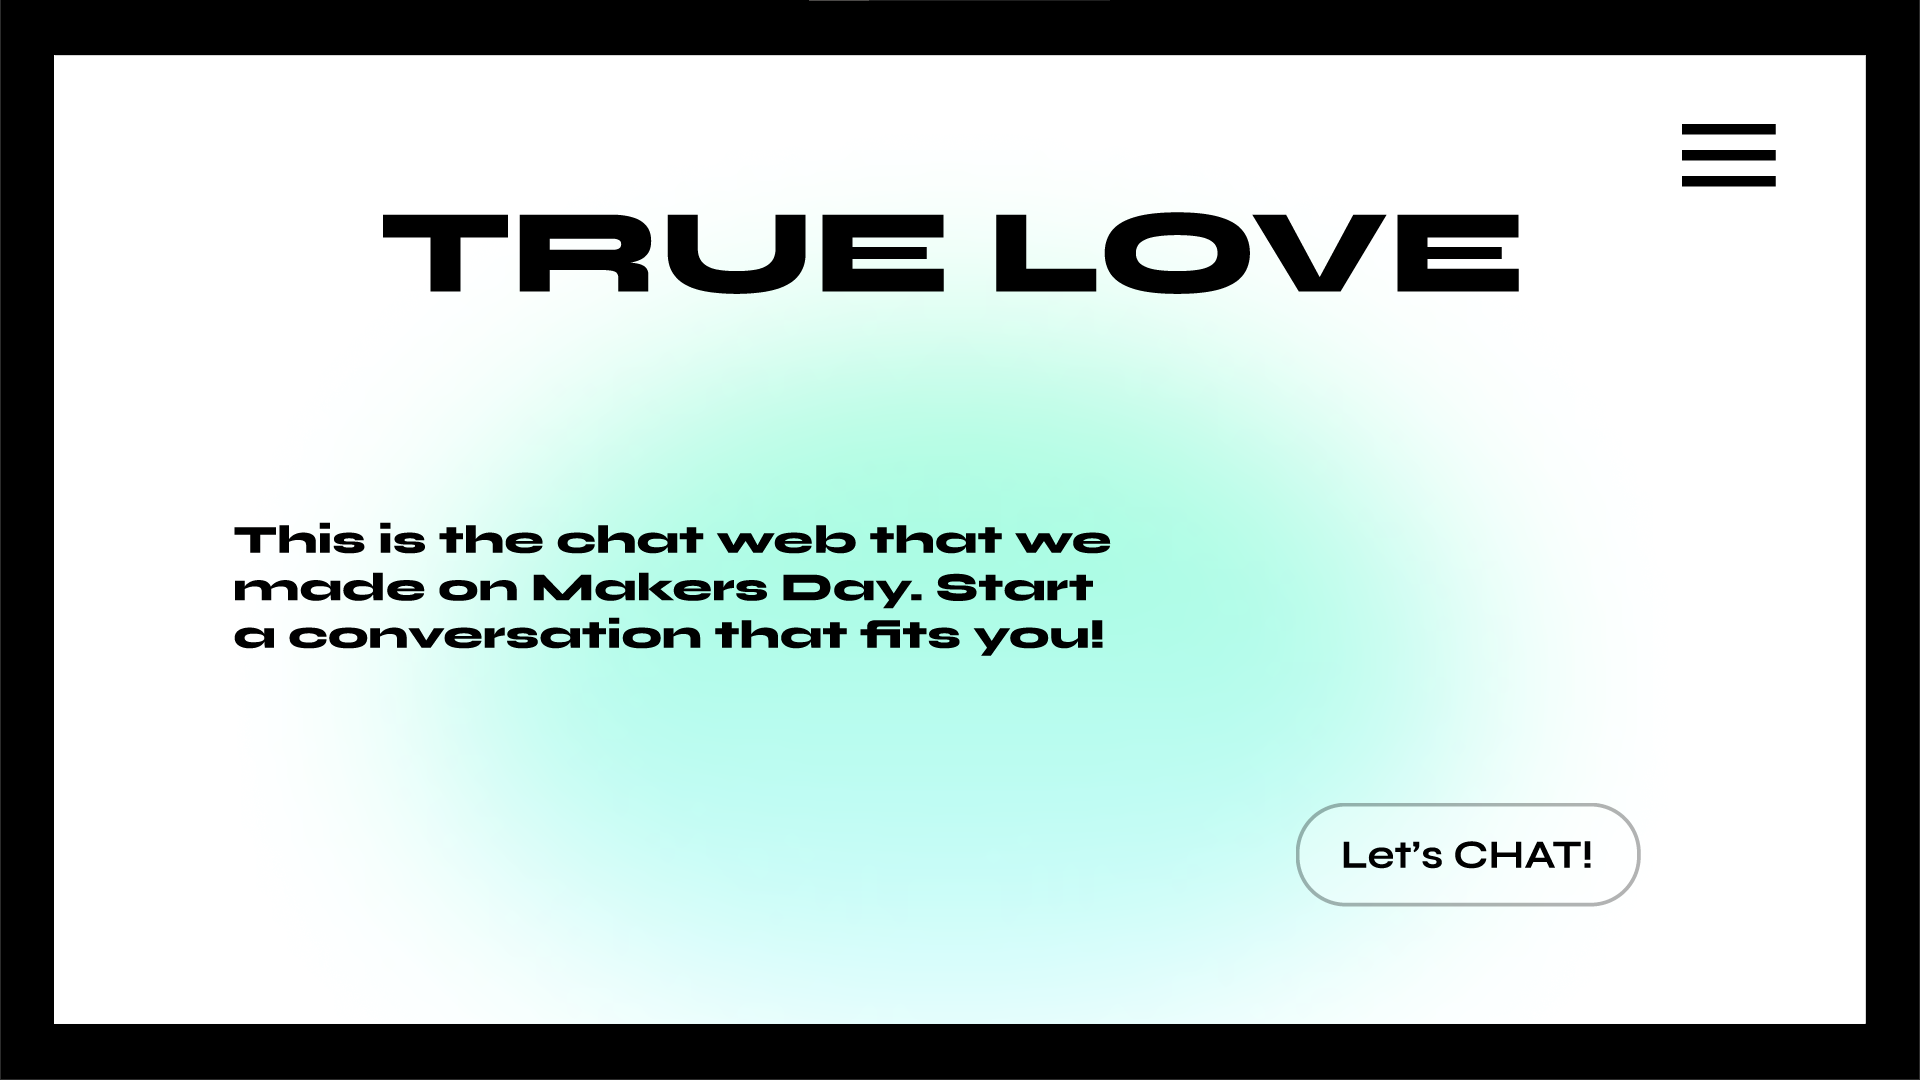 TRUE LOVE
This is the chat web that we
made on Makers Day. Start
a conversation that fits you!
Let’s CHAT!